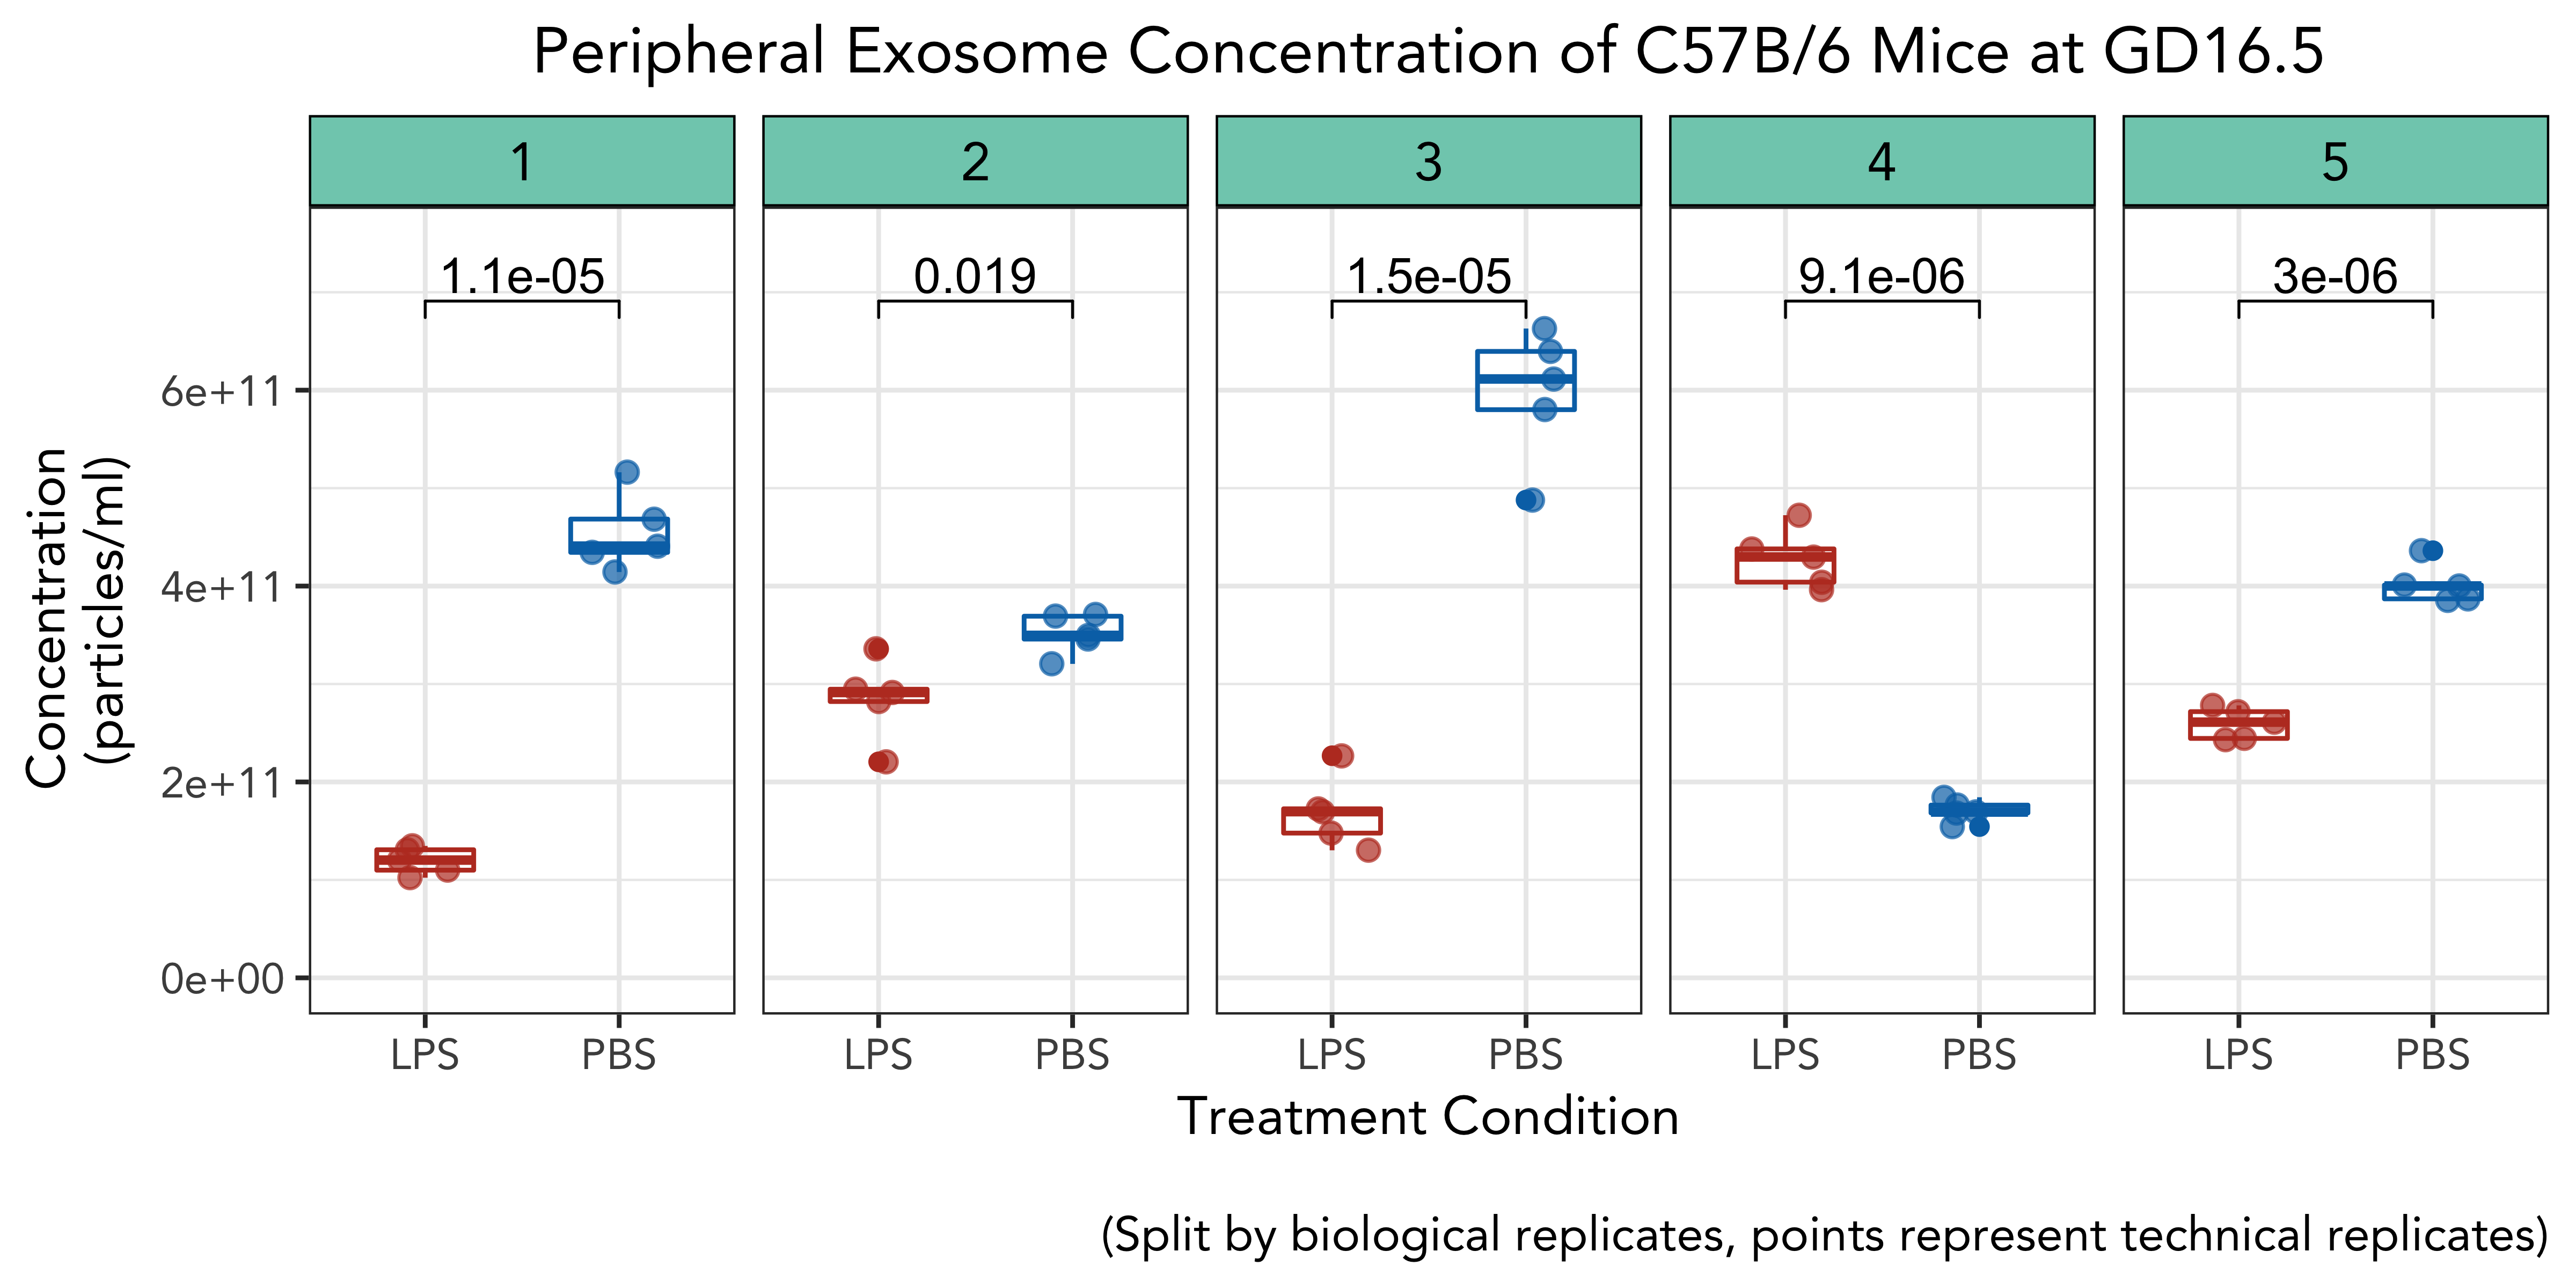 Peripheral Exosome Concentration of C57B/6 Mice at GD16.5
1 2 3 4 5
1.1e-05 0.019 1.5e-05 9.1e-06 3e-06
6e+11
4e+11
2e+11
0e+00
Concentration
(particles/ml)
LPS PBS LPS PBS LPS PBS LPS PBS LPS PBS
Treatment Condition
(Split by biological replicates, points represent technical replicates)